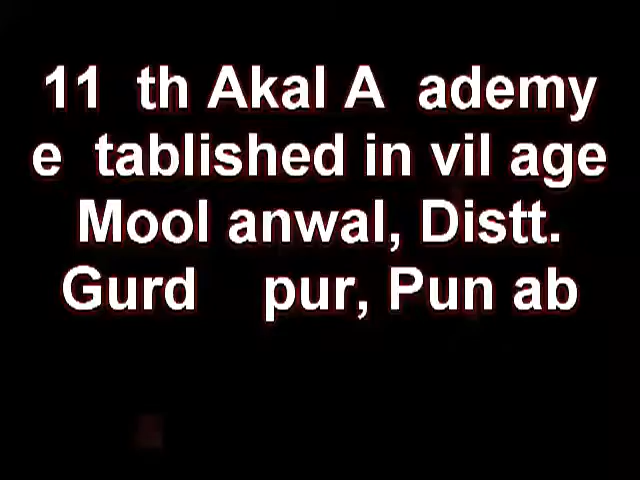 11 th Akal A ademy
e tablished in vil age
Mool anwal, Distt.
Gurd pur, Pun ab